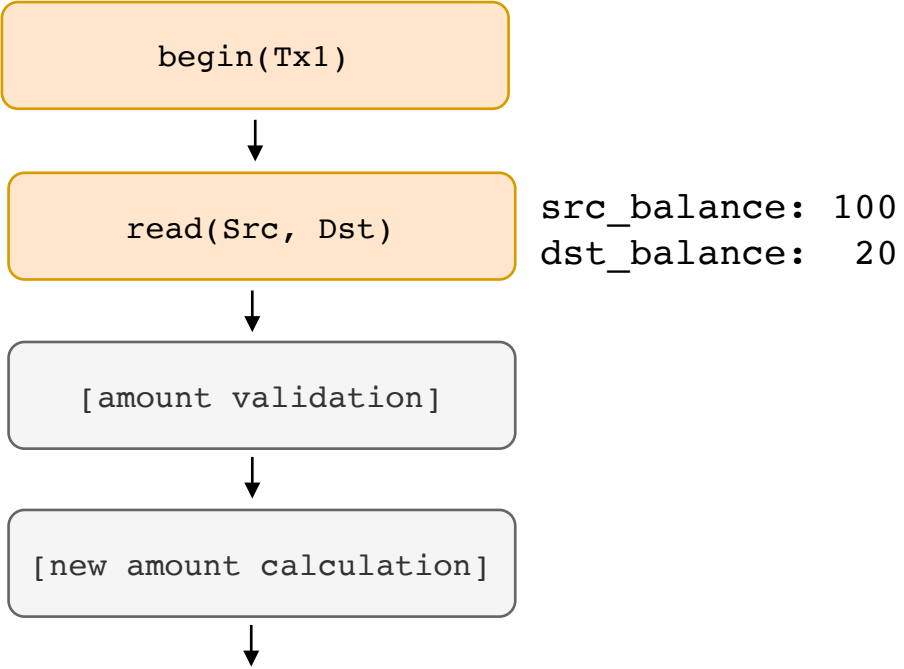 begin(Tx1)
read(Src, Dst)
src_balance: 100
dst_balance:  20
[amount validation]
[new amount calculation]